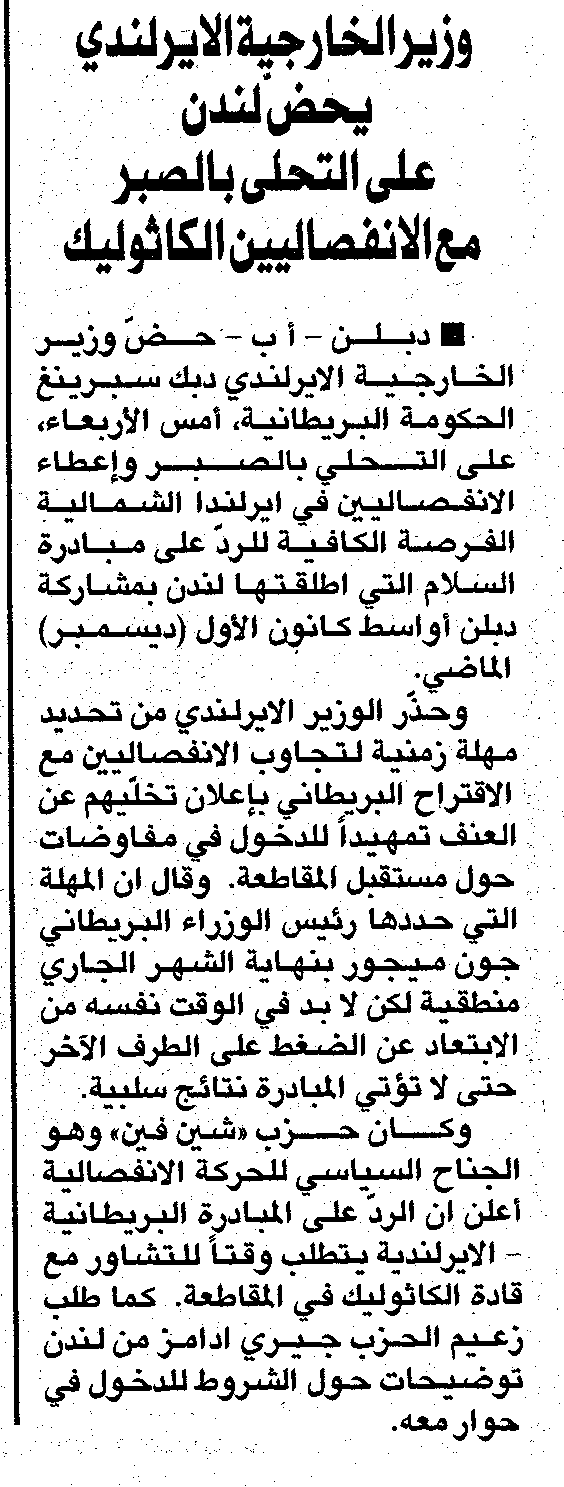 وزير الخارجية الايرلندي
يحضّ لندن
على التحلي بالصبر
مع الانفصاليين الكاثوليك
■ دبلن - أ ب - حضّ وزير
الخارجية الايرلندي ديك سبرينغ
الحكومة البريطانية، أمس الأربعاء،
على التحلي بالصبر وإعطاء
الانفصاليين في ايرلندا الشمالية
الفرصة الكافية للردّ على مبادرة
السلام التي اطلقتها لندن بمشاركة
دبلن أواسط كانون الأول (ديسمبر)
الماضي.
وحذّر الوزير الايرلندي من تحديد
مهلة زمنية لتجاوب الانفصاليين مع
الاقتراح البريطاني بإعلان تخلّيهم عن
العنف تمهيداً للدخول في مفاوضات
حول مستقبل المقاطعة. وقال ان المهلة
التي حددها رئيس الوزراء البريطاني
جون ميجور بنهاية الشهر الجاري
منطقية لكن لا بد في الوقت نفسه من
الابتعاد عن الضغط على الطرف الآخر
حتى لا تؤتي المبادرة نتائج سلبية.
وكان حزب «شين فين» وهو
الجناح السياسي للحركة الانفصالية
أعلن ان الردّ على المبادرة البريطانية
- الايرلندية يتطلب وقتاً للتشاور مع
قادة الكاثوليك في المقاطعة. كما طلب
زعيم الحزب جيري ادامز من لندن
توضيحات حول الشروط للدخول في
حوار معه.